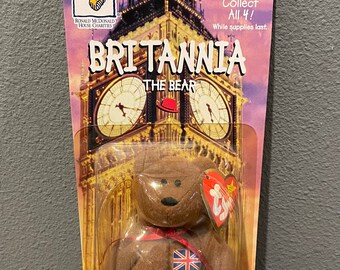 RONALD McDONALD
HOUSE CHARITIES
Collect
All 4!
While supplies last.
BRITANNIA
THE BEAR
ty